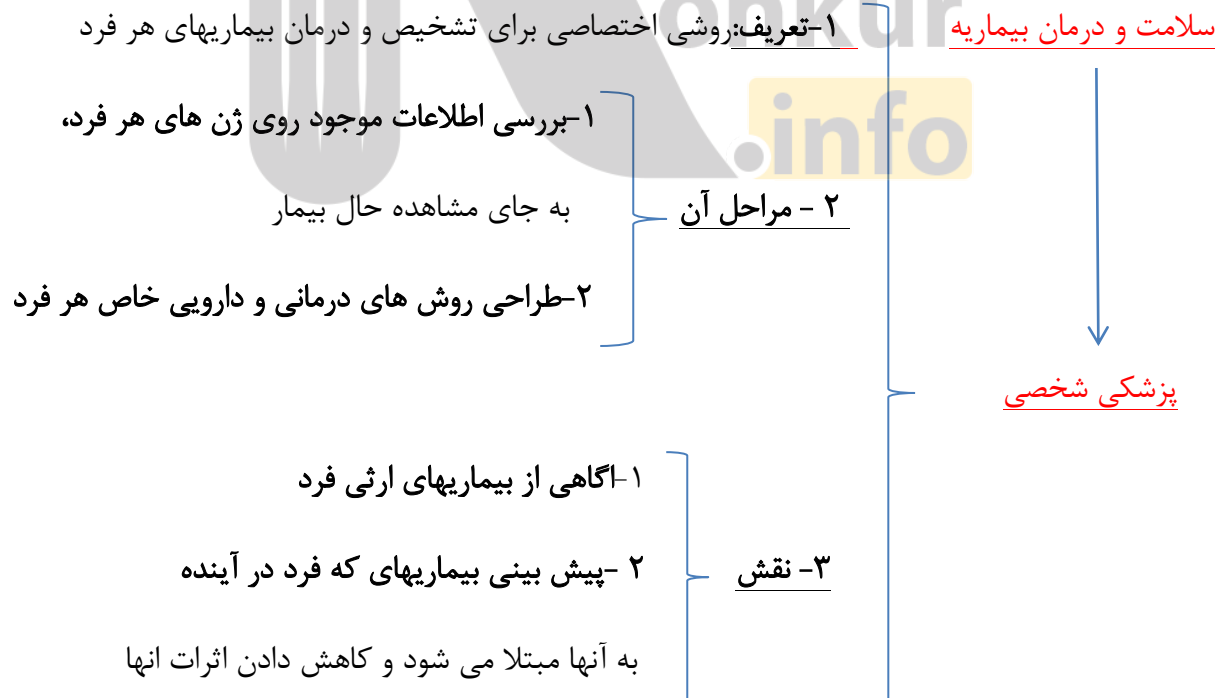 سلامت و درمان بیماریه
۱-تعریف:روشی اختصاصی برای تشخیص و درمان بیماریهای هر فرد
onkur
.info
۱-بررسی اطلاعات موجود روی ژن های هر فرد،
۲ - مراحل آن
به جای مشاهده حال بیمار
۲-طراحی روش های درمانی و دارویی خاص هر فرد
پزشکی شخصی
۱-اگاهی از بیماریهای ارثی فرد
۳- نقش
۲ -پیش بینی بیماریهای که فرد در آینده
به آنها مبتلا می شود و کاهش دادن اثرات انها